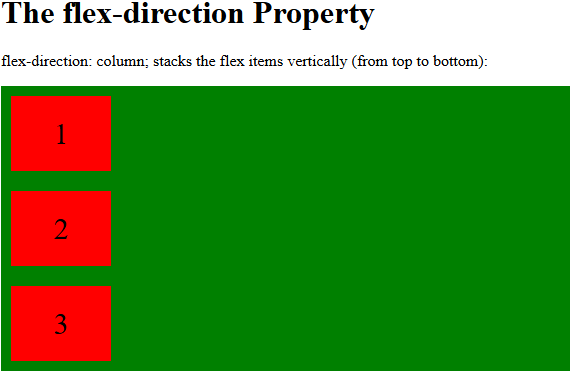 The flex-direction Property
flex-direction: column; stacks the flex items vertically (from top to bottom):
1
2
3